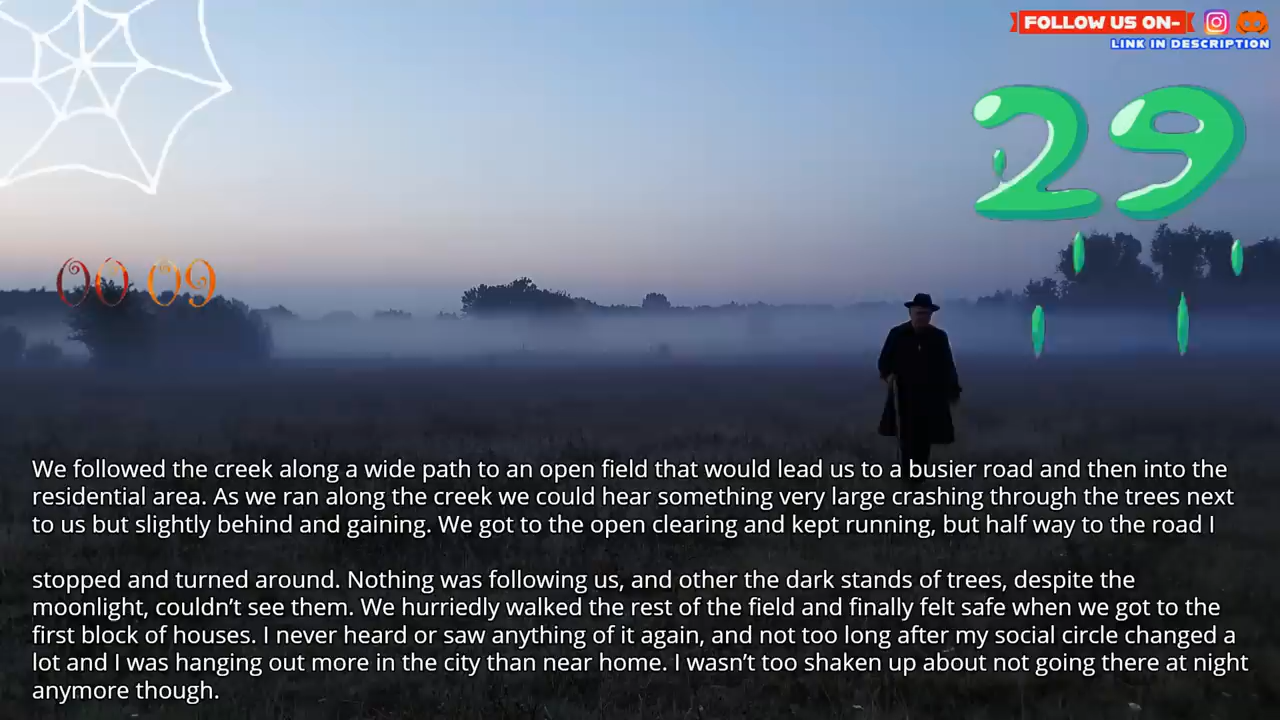 FOLLOW US ON-
LINK IN DESCRIPTION
29
00 09
We followed the creek along a wide path to an open field that would lead us to a busier road and then into the
residential area. As we ran along the creek we could hear something very large crashing through the trees next
to us but slightly behind and gaining. We got to the open clearing and kept running, but half way to the road I
stopped and turned around. Nothing was following us, and other the dark stands of trees, despite the
moonlight, couldn’t see them. We hurriedly walked the rest of the field and finally felt safe when we got to the
first block of houses. I never heard or saw anything of it again, and not too long after my social circle changed a
lot and I was hanging out more in the city than near home. I wasn’t too shaken up about not going there at night
anymore though.